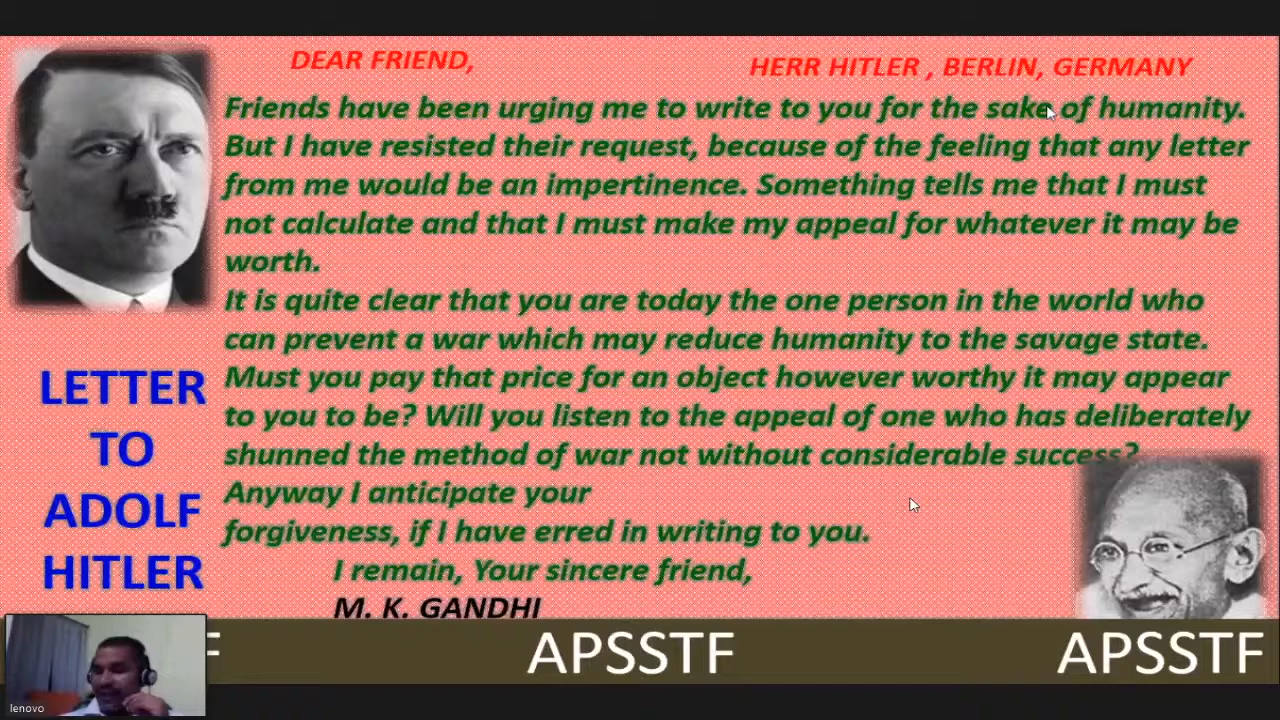 DEAR FRIEND,
HERR HITLER , BERLIN, GERMANY
Friends have been urging me to write to you for the sake of humanity.
But I have resisted their request, because of the feeling that any letter
from me would be an impertinence. Something tells me that I must
not calculate and that I must make my appeal for whatever it may be
worth.
It is quite clear that you are today the one person in the world who
can prevent a war which may reduce humanity to the savage state.
Must you pay that price for an object however worthy it may appear
to you to be? Will you listen to the appeal of one who has deliberately
shunned the method of war not without considerable success?
Anyway I anticipate your
forgiveness, if I have erred in writing to you.
I remain, Your sincere friend,
M. K. GANDHI
LETTER
TO
ADOLF
HITLER
F APSSTF APSSTF
lenovo